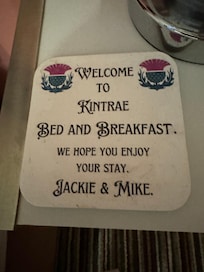 Welcome
to
Kintrae
Bed and Breakfast.
we hope you enjoy
your stay.
Jackie & Mike.